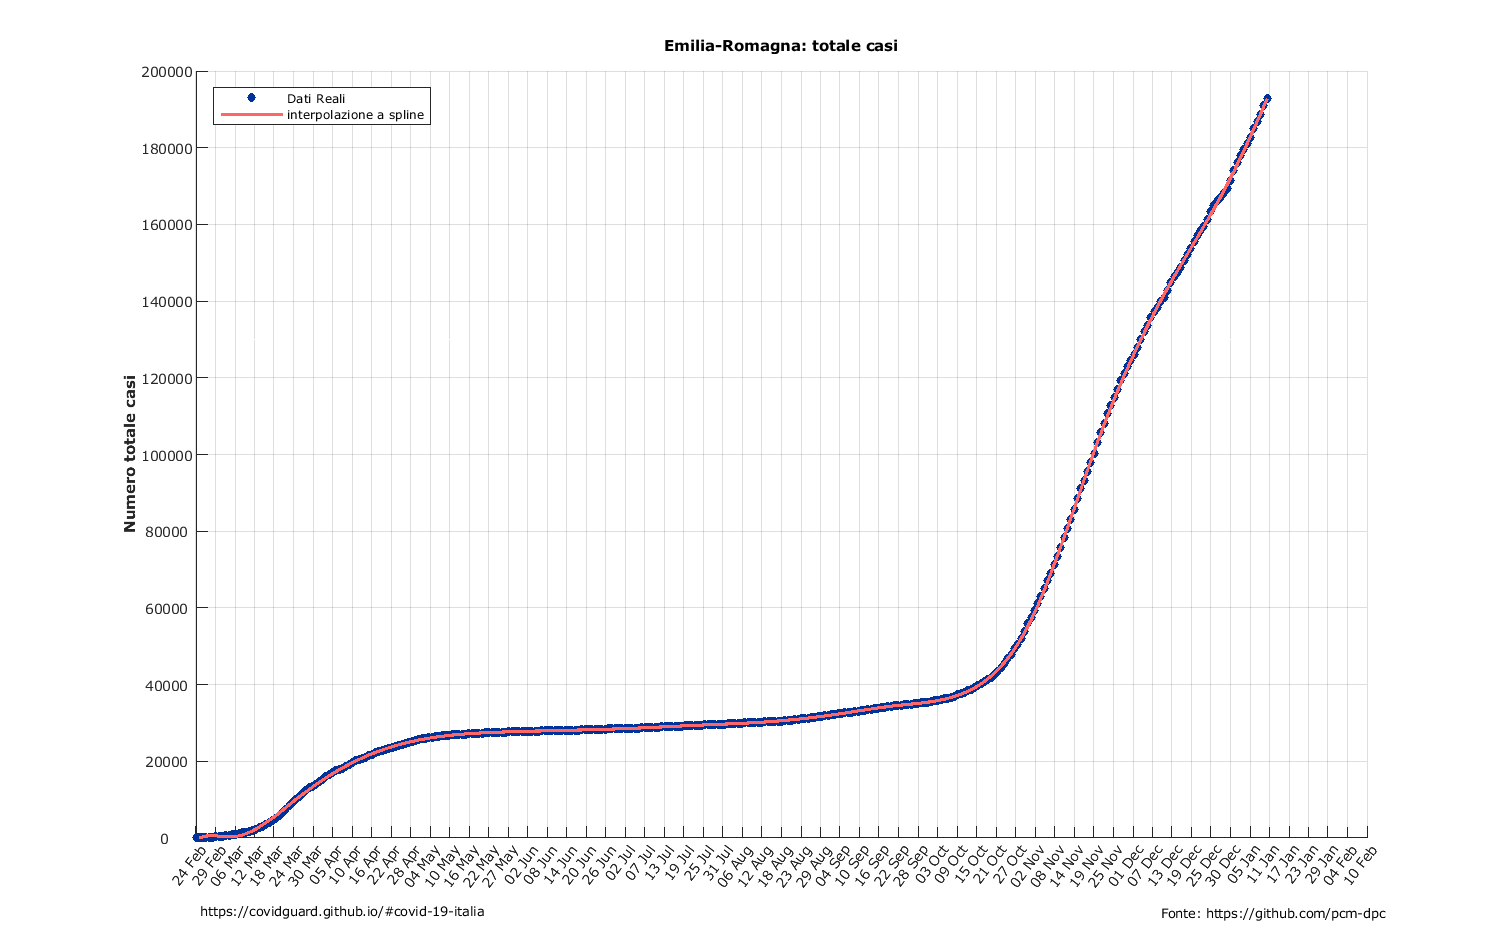 Emilia-Romagna: totale casi
Dati Reali
interpolazione a spline
Numero totale casi
200000
180000
160000
140000
120000
100000
80000
60000
40000
20000
0
24 Feb
29 Feb
06 Mar
12 Mar
18 Mar
24 Mar
30 Mar
05 Apr
10 Apr
16 Apr
22 Apr
28 Apr
04 May
10 May
16 May
22 May
27 May
02 Jun
08 Jun
14 Jun
20 Jun
26 Jun
02 Jul
07 Jul
13 Jul
19 Jul
25 Jul
31 Jul
06 Aug
12 Aug
18 Aug
23 Aug
29 Aug
04 Sep
10 Sep
16 Sep
22 Sep
28 Sep
03 Oct
09 Oct
15 Oct
21 Oct
27 Oct
02 Nov
08 Nov
14 Nov
19 Nov
25 Nov
01 Dec
07 Dec
13 Dec
19 Dec
25 Dec
30 Dec
05 Jan
11 Jan
17 Jan
23 Jan
29 Jan
04 Feb
10 Feb
https://covidguard.github.io/#covid-19-italia
Fonte: https://github.com/pcm-dpc